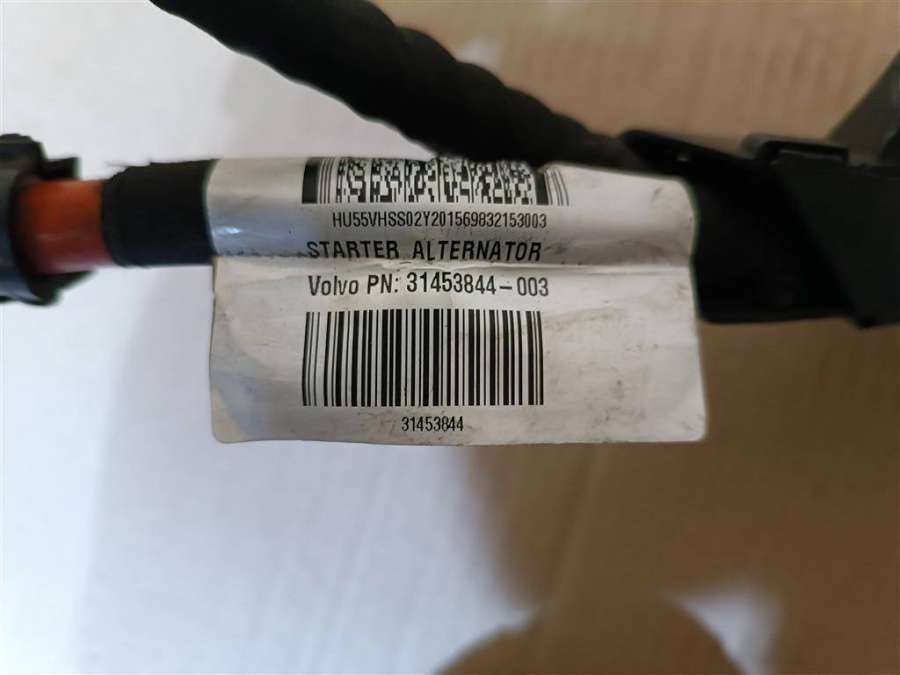 HU55VHSS02Y201569832153003
STARTER ALTERNATOR
Volvo PN: 31453844-003
31453844